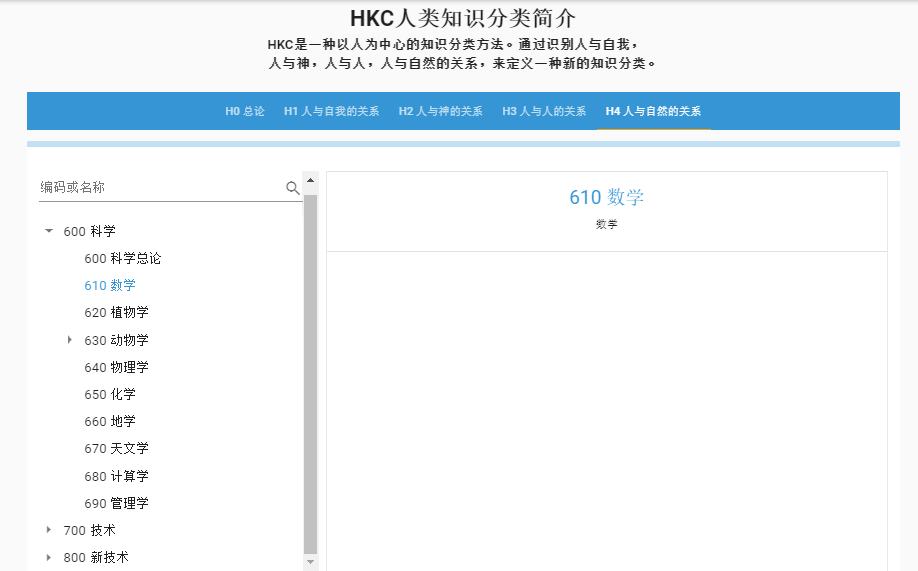 HKC人类知识分类简介
HKC是一种以人为中心的知识分类方法。通过识别人与自我，
人与神，人与人，人与自然的关系，来定义一种新的知识分类。
H0 总论 H1 人与自我的关系 H2 人与神的关系 H3 人与人的关系 H4 人与自然的关系
编码或名称
600 科学
600 科学总论
610 数学
620 植物学
630 动物学
640 物理学
650 化学
660 地学
670 天文学
680 计算学
690 管理学
700 技术
800 新技术
610 数学
数学